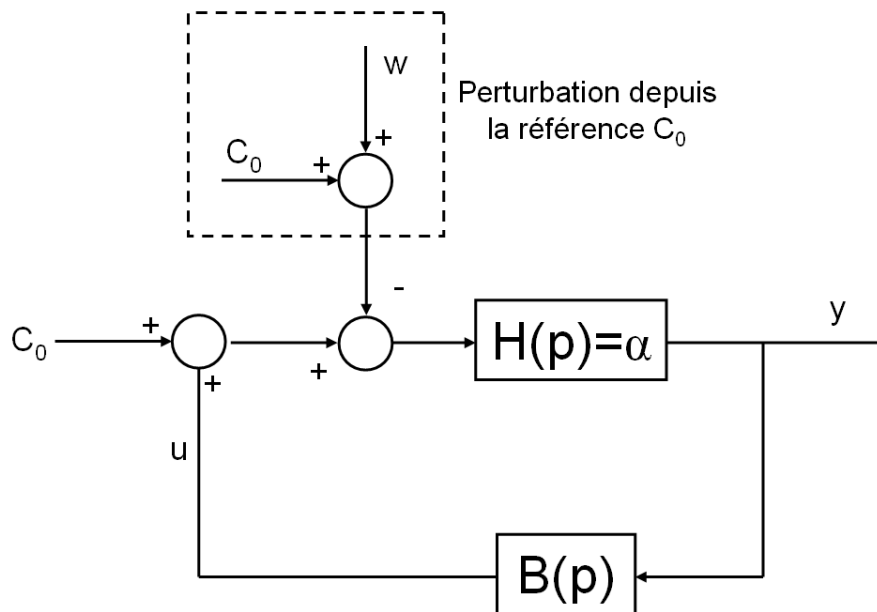 w
+
C₀
+
Perturbation depuis
la référence C₀
-
C₀
+
+
+
H(p)=α
y
u
B(p)